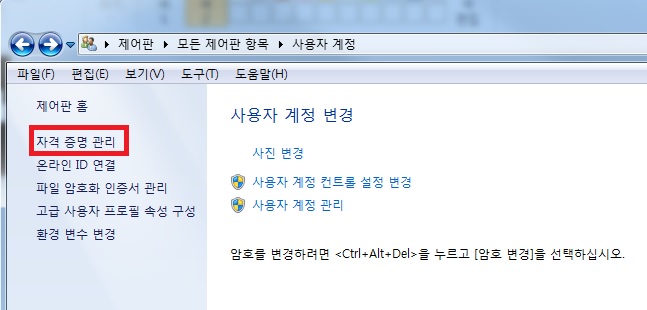 제어판 ▸ 모든 제어판 항목 ▸ 사용자 계정
파일(F) 편집(E) 보기(V) 도구(T) 도움말(H)
제어판 홈
자격 증명 관리
온라인 ID 연결
파일 암호화 인증서 관리
고급 사용자 프로필 속성 구성
환경 변수 변경
사용자 계정 변경
사진 변경
사용자 계정 컨트롤 설정 변경
사용자 계정 관리
암호를 변경하려면 <Ctrl+Alt+Del>을 누르고 [암호 변경]을 선택하십시오.